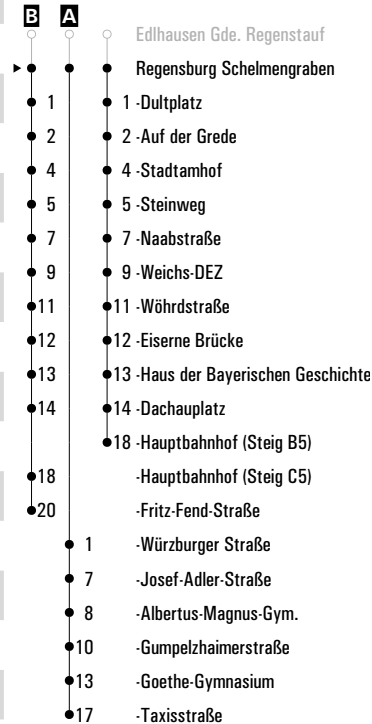 B A
Edlhausen Gde. Regenstauf
Regensburg Schelmengraben
1 1 -Dultplatz
2 2 -Auf der Grede
4 4 -Stadtamhof
5 5 -Steinweg
7 7 -Naabstraße
9 9 -Weichs-DEZ
11 11 -Wöhrdstraße
12 12 -Eiserne Brücke
13 13 -Haus der Bayerischen Geschichte
14 14 -Dachauplatz
18 -Hauptbahnhof (Steig B5)
18 -Hauptbahnhof (Steig C5)
20 -Fritz-Fend-Straße
1 -Würzburger Straße
7 -Josef-Adler-Straße
8 -Albertus-Magnus-Gym.
10 -Gumpelzhaimerstraße
13 -Goethe-Gymnasium
17 -Taxisstraße